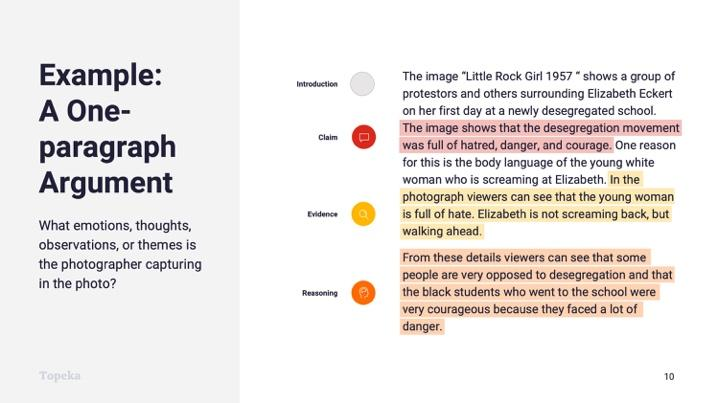 Example:
A One-
paragraph
Argument
What emotions, thoughts,
observations, or themes is
the photographer capturing
in the photo?
Introduction
Claim
Evidence
Reasoning
The image “Little Rock Girl 1957 “ shows a group of
protestors and others surrounding Elizabeth Eckert
on her first day at a newly desegregated school.
The image shows that the desegregation movement
was full of hatred, danger, and courage. One reason
for this is the body language of the young white
woman who is screaming at Elizabeth. In the
photograph viewers can see that the young woman
is full of hate. Elizabeth is not screaming back, but
walking ahead.
From these details viewers can see that some
people are very opposed to desegregation and that
the black students who went to the school were
very courageous because they faced a lot of
danger.
Topeka
10